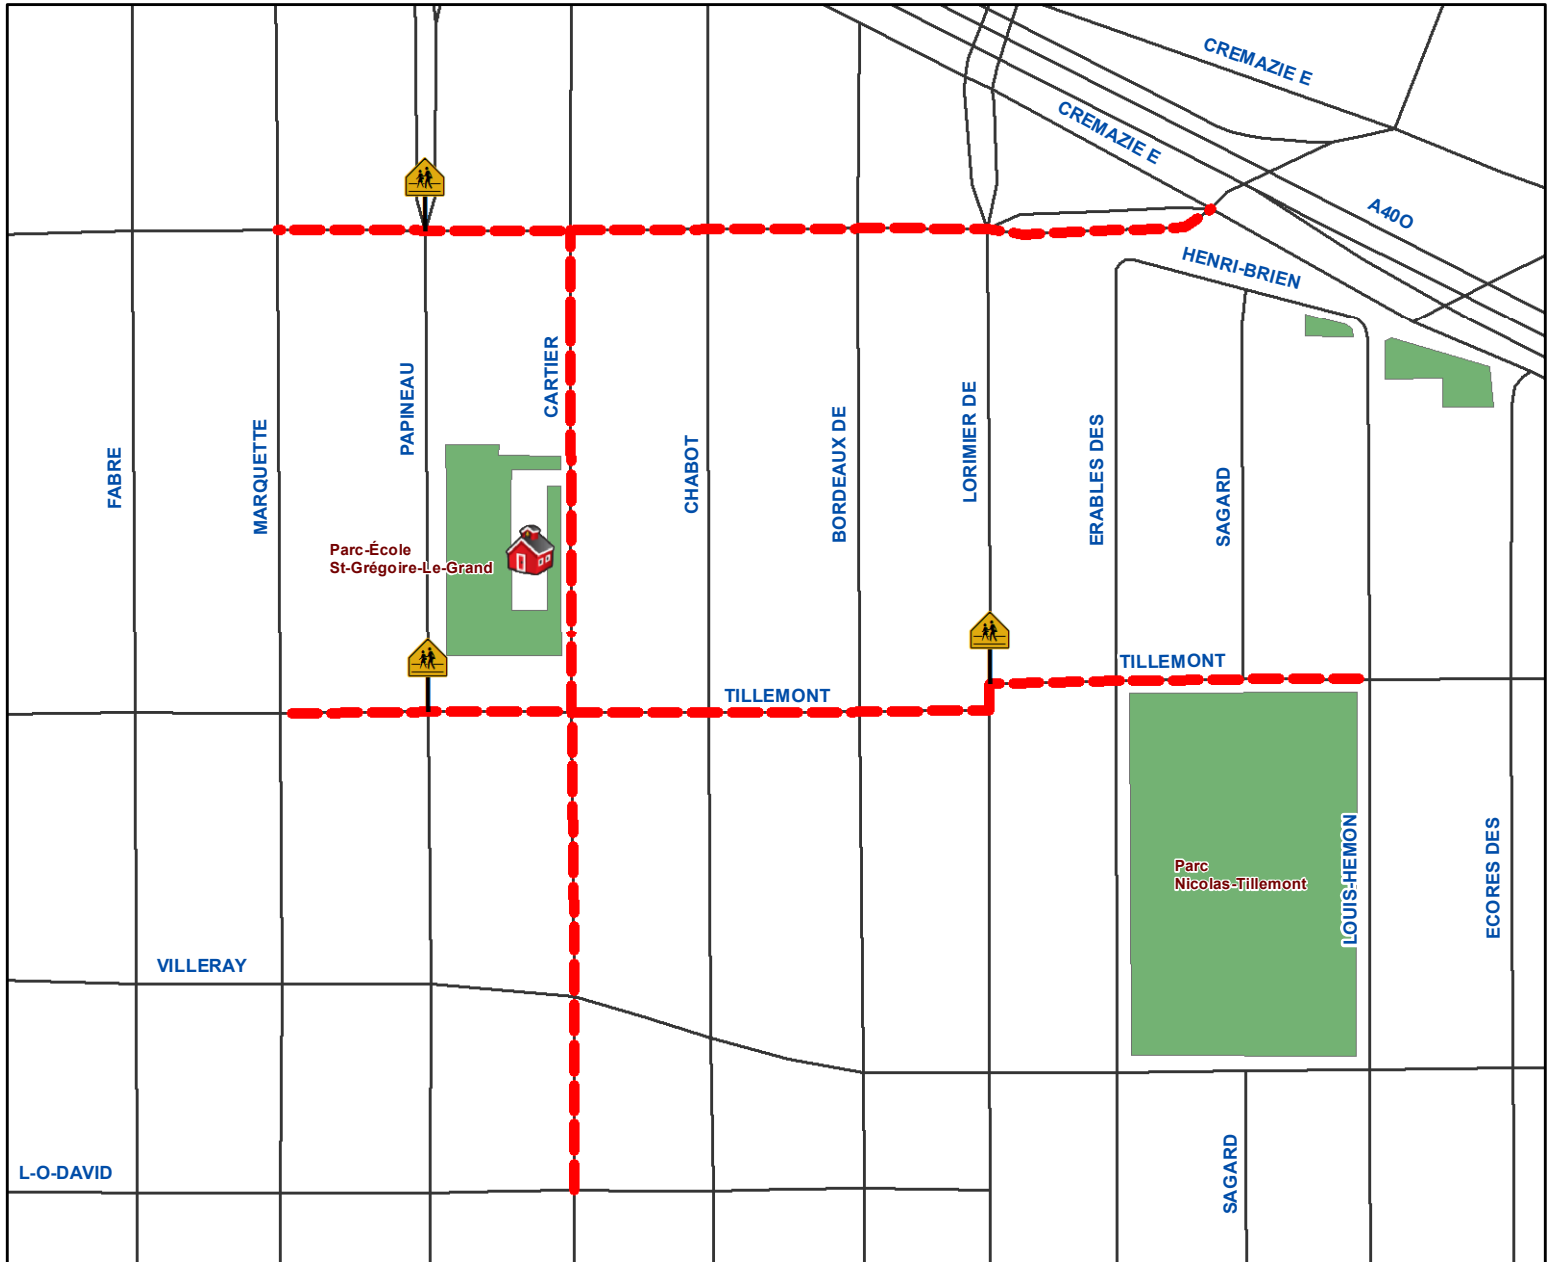 CREMAZIE E
CREMAZIE E
A40O
HENRI-BRIEN
FABRE
MARQUETTE
PAPINEAU
CARTIER
CHABOT
BORDEAUX DE
LORIMIER DE
ERABLES DES
SAGARD
Parc-École
St-Grégoire-Le-Grand
TILLEMONT
TILLEMONT
Parc
Nicolas-Tillemont
LOUIS-HEMON
ECORES DES
VILLERAY
L-O-DAVID
SAGARD